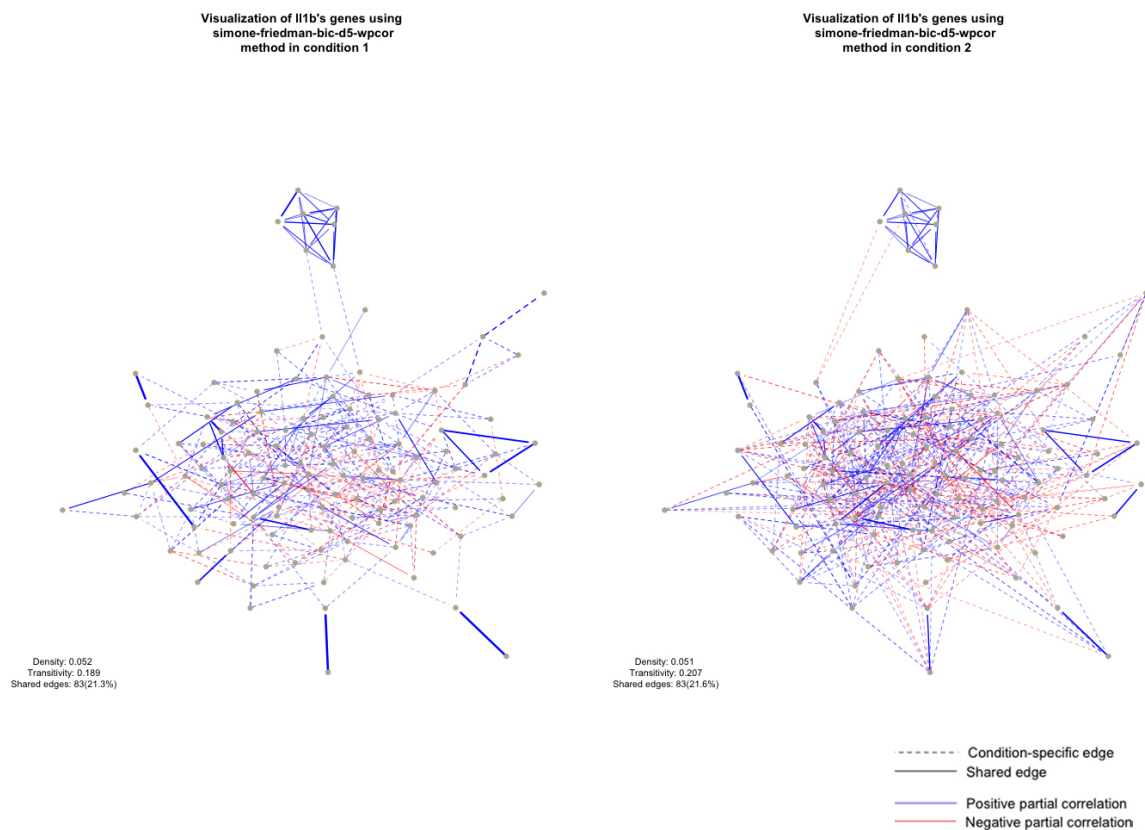 Visualization of Il1b's genes using
simone-friedman-bic-d5-wpcor
method in condition 1
Visualization of Il1b's genes using
simone-friedman-bic-d5-wpcor
method in condition 2
Density: 0.052
Transitivity: 0.189
Shared edges: 83(21.3%)
Density: 0.051
Transitivity: 0.207
Shared edges: 83(21.6%)
Condition-specific edge
Shared edge
Positive partial correlation
Negative partial correlation